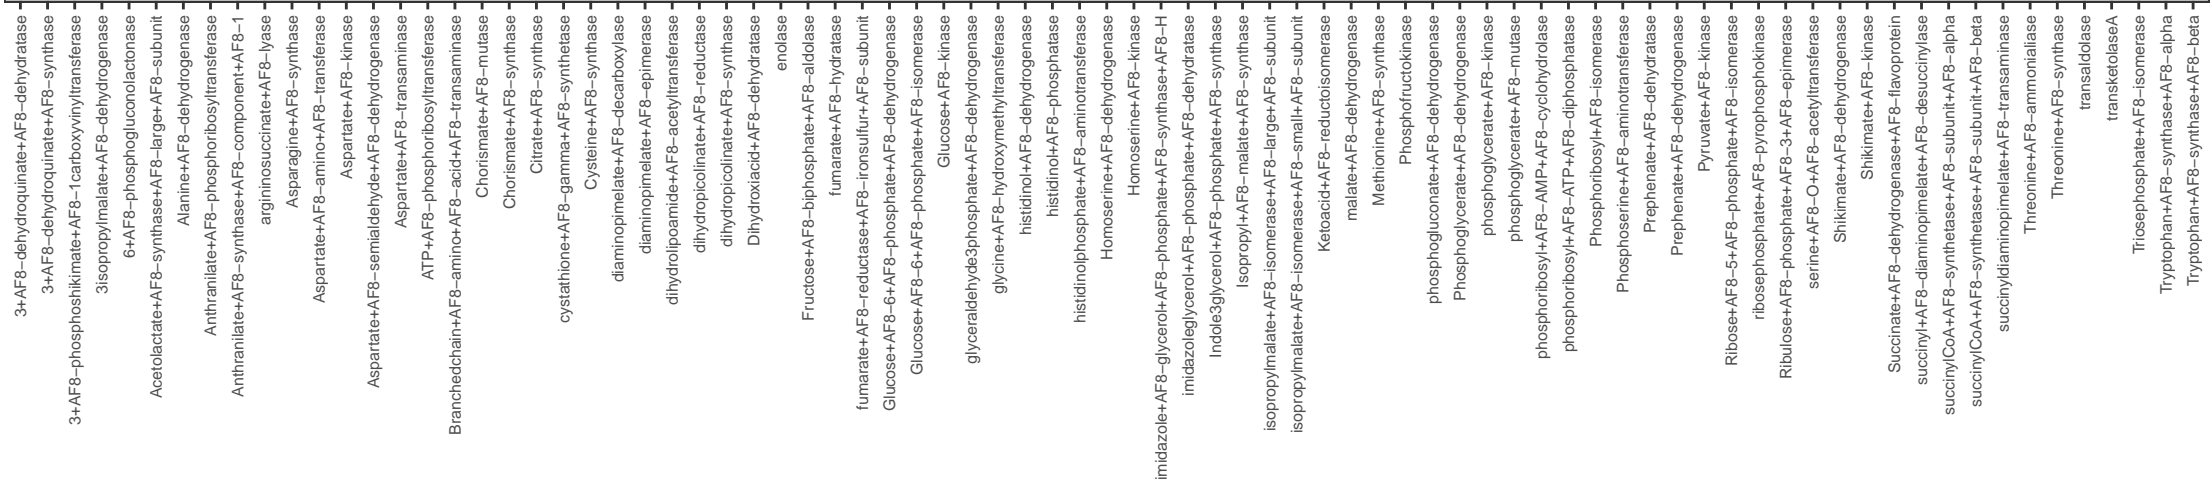 3+AF8−dehydroquinate+AF8−dehydratase
3+AF8−dehydroquinate+AF8−synthase
3+AF8−phosphoshikimate+AF8−1carboxyvinyltransferase
3isopropylmalate+AF8−dehydrogenase
6+AF8−phosphogluconolactonase
Acetolactate+AF8−synthase+AF8−large+AF8−subunit
Alanine+AF8−dehydrogenase
Anthranilate+AF8−phosphoribosyltransferase
Anthranilate+AF8−synthase+AF8−component+AF8−1
argininosuccinate+AF8−lyase
Asparagine+AF8−synthase
Aspartate+AF8−amino+AF8−transferase
Aspartate+AF8−kinase
Aspartate+AF8−semialdehyde+AF8−dehydrogenase
Aspartate+AF8−transaminase
ATP+AF8−phosphoribosyltransferase
Branchedchain+AF8−amino+AF8−acid+AF8−transaminase
Chorismate+AF8−mutase
Chorismate+AF8−synthase
Citrate+AF8−synthase
cystathione+AF8−gamma+AF8−synthetase
Cysteine+AF8−synthase
diaminopimelate+AF8−decarboxylase
diaminopimelate+AF8−epimerase
dihydrolipoamide+AF8−acetyltransferase
dihydropicolinate+AF8−reductase
dihydropicolinate+AF8−synthase
Dihydroxiacid+AF8−dehydratase
enolase
Fructose+AF8−biphosphate+AF8−aldolase
fumarate+AF8−hydratase
fumarate+AF8−reductase+AF8−ironsulfur+AF8−subunit
Glucose+AF8−6+AF8−phosphate+AF8−dehydrogenase
Glucose+AF8−6+AF8−phosphate+AF8−isomerase
Glucose+AF8−kinase
glyceraldehyde3phosphate+AF8−dehydrogenase
glycine+AF8−hydroxymethyltransferase
histidinol+AF8−dehydrogenase
histidinol+AF8−phosphatase
histidinolphosphate+AF8−aminotransferase
Homoserine+AF8−dehydrogenase
Homoserine+AF8−kinase
imidazole+AF8−glycerol+AF8−phosphate+AF8−synthase+AF8−H
imidazoleglycerol+AF8−phosphate+AF8−dehydratase
Indole3glycerol+AF8−phosphate+AF8−synthase
Isopropyl+AF8−malate+AF8−synthase
isopropylmalate+AF8−isomerase+AF8−large+AF8−subunit
isopropylmalate+AF8−isomerase+AF8−small+AF8−subunit
Ketoacid+AF8−reductoisomerase
malate+AF8−dehydrogenase
Methionine+AF8−synthase
Phosphofructokinase
phosphogluconate+AF8−dehydrogenase
Phosphoglycerate+AF8−dehydrogenase
phosphoglycerate+AF8−kinase
phosphoglycerate+AF8−mutase
phosphoribosyl+AF8−AMP+AF8−cyclohydrolase
phosphoribosyl+AF8−ATP+AF8−diphosphatase
Phosphoribosyl+AF8−isomerase
Phosphoserine+AF8−aminotransferase
Prephenate+AF8−dehydratase
Prephenate+AF8−dehydrogenase
Pyruvate+AF8−kinase
Ribose+AF8−5+AF8−phosphate+AF8−isomerase
ribosephosphate+AF8−pyrophosphokinase
Ribulose+AF8−phosphate+AF8−3+AF8−epimerase
serine+AF8−O+AF8−acetyltransferase
Shikimate+AF8−dehydrogenase
Shikimate+AF8−kinase
Succinate+AF8−dehydrogenase+AF8−flavoprotein
succinyl+AF8−diaminopimelate+AF8−desuccinylase
succinylCoA+AF8−synthetase+AF8−subunit+AF8−alpha
succinylCoA+AF8−synthetase+AF8−subunit+AF8−beta
succinyldiaminopimelate+AF8−transaminase
Threonine+AF8−ammonialiase
Threonine+AF8−synthase
transaldolase
transketolaseA
Triosephosphate+AF8−isomerase
Tryptophan+AF8−synthase+AF8−alpha
Tryptophan+AF8−synthase+AF8−beta